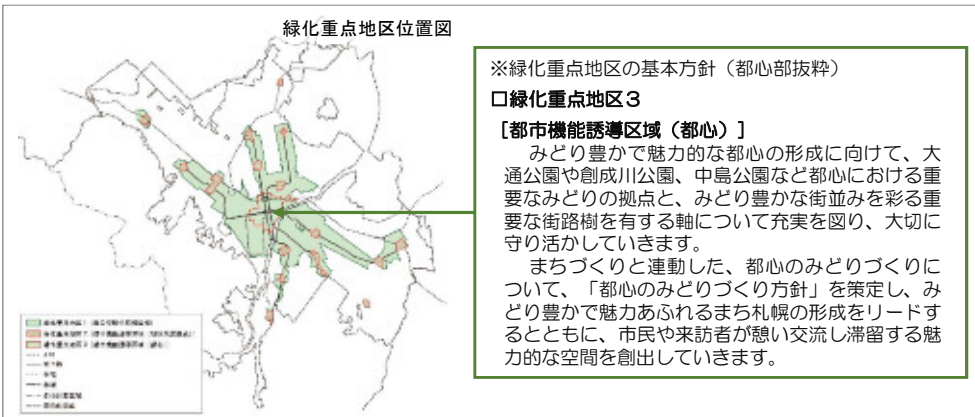 緑化重点地区位置図
※緑化重点地区の基本方針（都心部抜粋）
□緑化重点地区３
［都市機能誘導区域（都心）］
みどり豊かで魅力的な都心の形成に向けて、大
通公園や創成川公園、中島公園など都心における重
要なみどりの拠点と、みどり豊かな街並みを彩る重
要な街路樹を有する軸について充実を図り、大切に
守り活かしていきます。
まちづくりと連動した、都心のみどりづくりに
ついて、「都心のみどりづくり方針」を策定し、み
どり豊かで魅力あふれるまち札幌の形成をリードす
るとともに、市民や来訪者が憩い交流し滞留する魅
力的な空間を創出していきます。